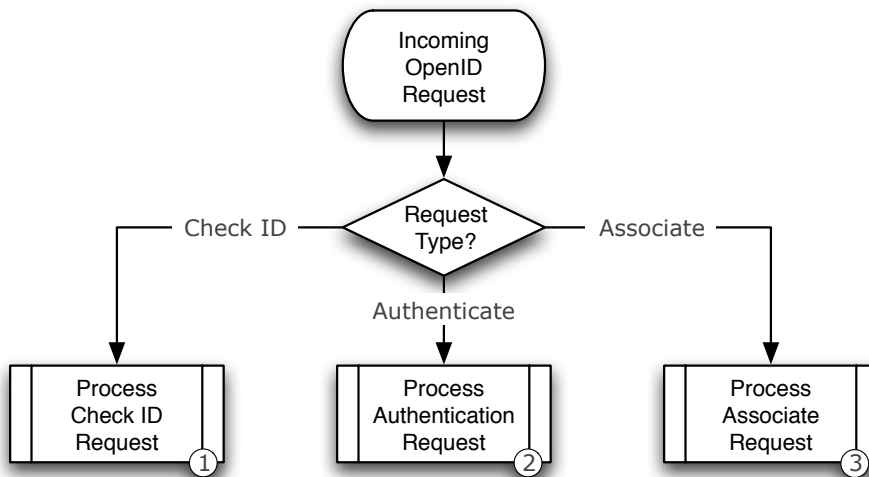 Incoming
OpenID
Request
Request
Type?
Check ID
Associate
Authenticate
Process
Check ID
Request
1
Process
Authentication
Request
2
Process
Associate
Request
3